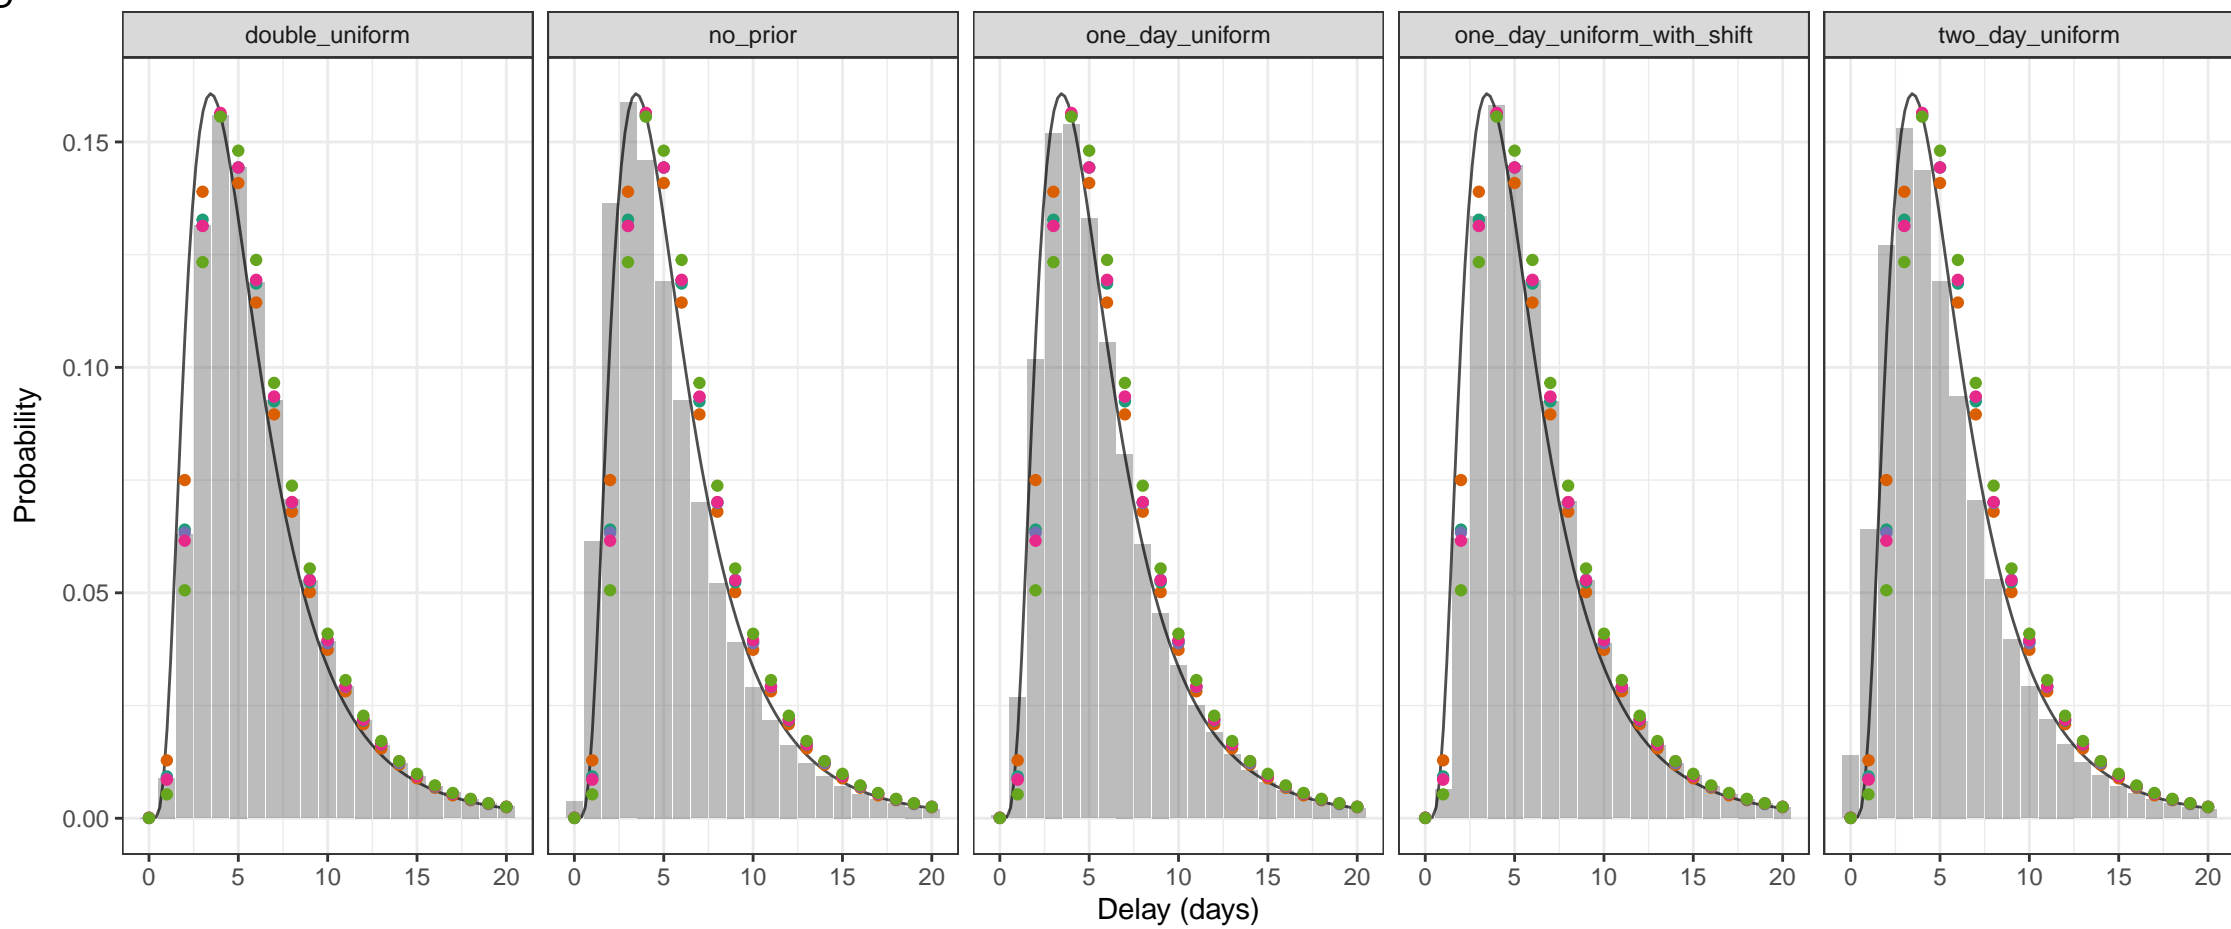 double_uniform no_prior one_day_uniform one_day_uniform_with_shift two_day_uniform
Probability
0.15
0.10
0.05
0.00
0 5 10 15 20 0 5 10 15 20 0 5 10 15 20 0 5 10 15 20 0 5 10 15 20
Delay (days)